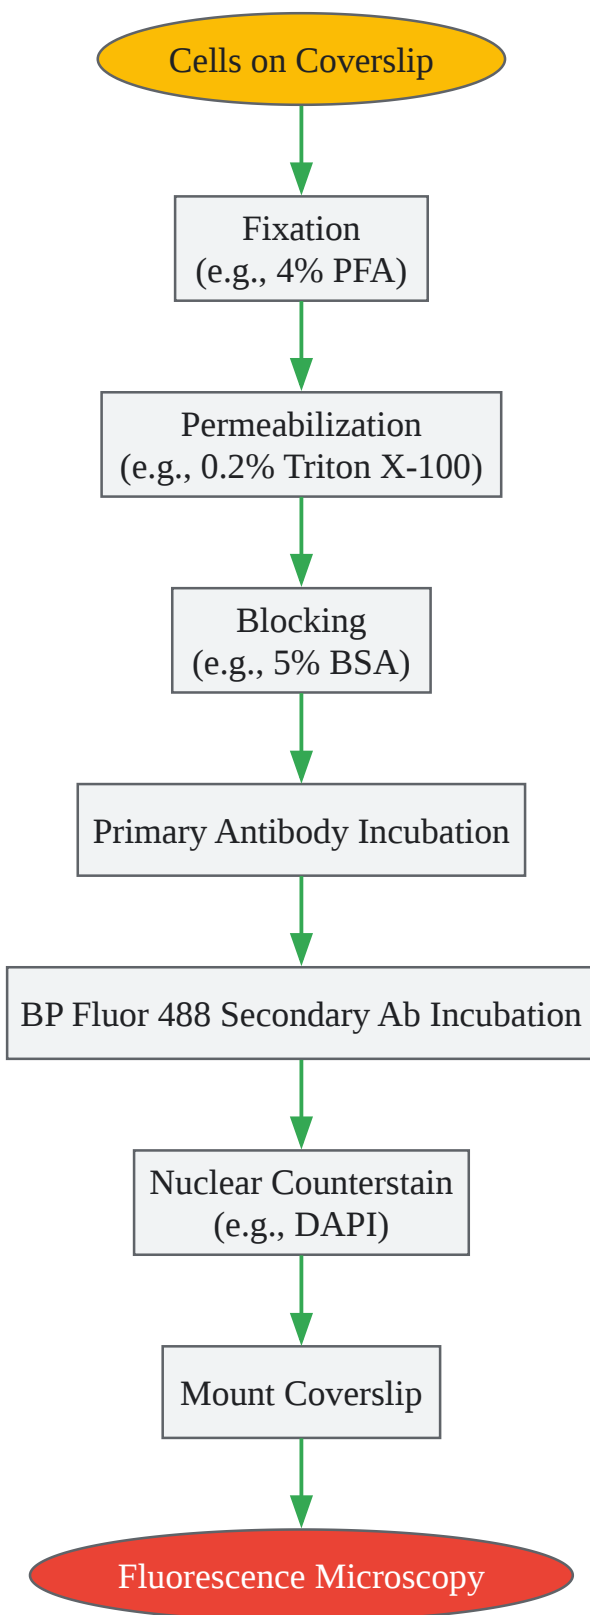 Cells on Coverslip
Fixation
(e.g., 4% PFA)
Permeabilization
(e.g., 0.2% Triton X-100)
Blocking
(e.g., 5% BSA)
Primary Antibody Incubation
BP Fluor 488 Secondary Ab Incubation
Nuclear Counterstain
(e.g., DAPI)
Mount Coverslip
Fluorescence Microscopy